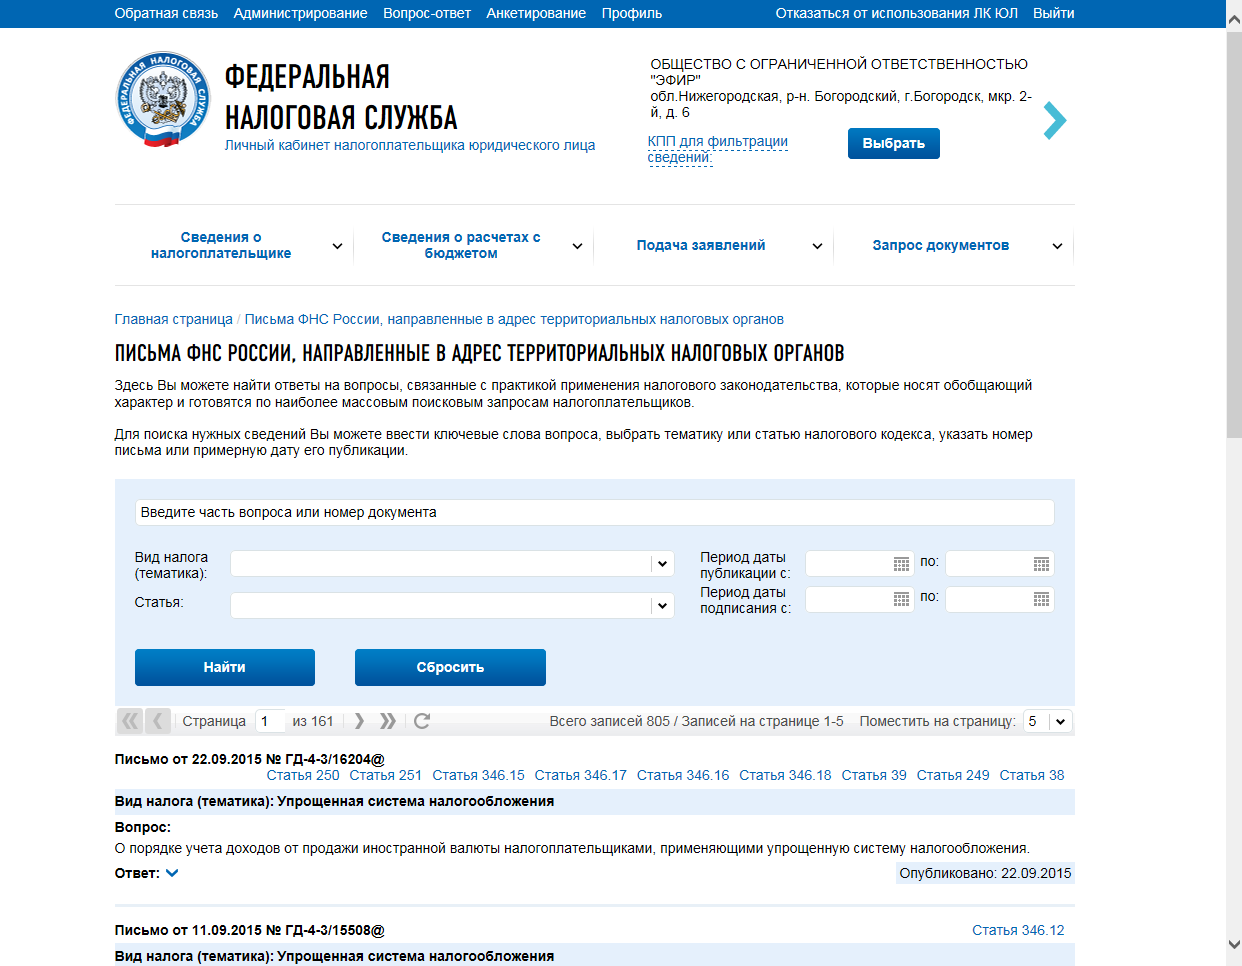 Обратная связь Администрирование Вопрос-ответ Анкетирование Профиль Отказаться от использования ЛК ЮЛ Выйти
ФЕДЕРАЛЬНАЯ НАЛОГОВАЯ СЛУЖБА
ФЕДЕРАЛЬНАЯ
НАЛОГОВАЯ СЛУЖБА
Личный кабинет налогоплательщика юридического лица
ОБЩЕСТВО С ОГРАНИЧЕННОЙ ОТВЕТСТВЕННОСТЬЮ
"ЭФИР"
обл.Нижегородская, р-н. Богородский, г.Богородск, мкр. 2-
й, д. 6
КПП для фильтрации
сведений:
Выбрать
Сведения о
налогоплательщике
Сведения о расчетах с
бюджетом
Подача заявлений
Запрос документов
Главная страница / Письма ФНС России, направленные в адрес территориальных налоговых органов
ПИСЬМА ФНС РОССИИ, НАПРАВЛЕННЫЕ В АДРЕС ТЕРРИТОРИАЛЬНЫХ НАЛОГОВЫХ ОРГАНОВ
Здесь Вы можете найти ответы на вопросы, связанные с практикой применения налогового законодательства, которые носят обобщающий
характер и готовятся по наиболее массовым поисковым запросам налогоплательщиков.
Для поиска нужных сведений Вы можете ввести ключевые слова вопроса, выбрать тематику или статью налогового кодекса, указать номер
письма или примерную дату его публикации.
Введите часть вопроса или номер документа
Вид налога
(тематика):
Период даты
публикации с:
по:
Статья:
Период даты
подписания с:
по:
Найти Сбросить
Страница 1 из 161 Всего записей 805 / Записей на странице 1-5 Поместить на страницу: 5
Письмо от 22.09.2015 № ГД-4-3/16204@
Статья 250 Статья 251 Статья 346.15 Статья 346.17 Статья 346.16 Статья 346.18 Статья 39 Статья 249 Статья 38
Вид налога (тематика): Упрощенная система налогообложения
Вопрос:
О порядке учета доходов от продажи иностранной валюты налогоплательщиками, применяющими упрощенную систему налогообложения.
Ответ: Опубликовано: 22.09.2015
Письмо от 11.09.2015 № ГД-4-3/15508@ Статья 346.12
Вид налога (тематика): Упрощенная система налогообложения